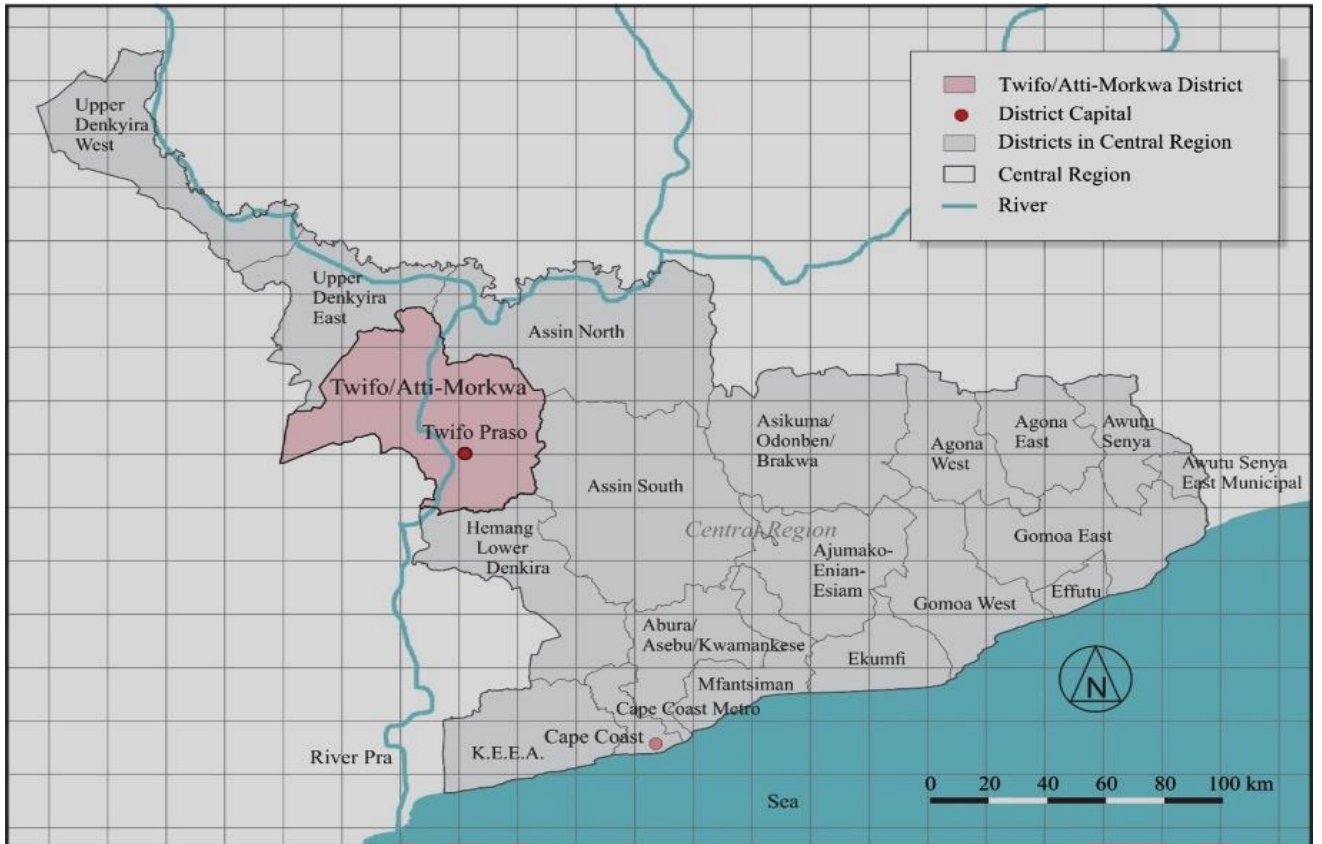 Twifo/Atti-Morkwa District
District Capital
Districts in Central Region
Central Region
River
Upper
Denkyira
West
Upper
Denkyira
East
Assin North
Twifo/Atti-Morkwa
Twifo Praso
Asikuma/
Odonben/
Brakwa
Agona
West
Agona
East
Awutu
Senya
Awutu Senya
East Municipal
Assin South
Central Region
Hemang
Lower
Denkira
Ajumako-
Enian-
Esiam
Gomoa East
Effutu
Gomoa West
Abura/
Asebu/Kwamankese
Ekumfi
Mfantsiman
Cape Coast Metro
Cape Coast
K.E.E.A.
River Pra
Sea
N
0 20 40 60 80 100 km